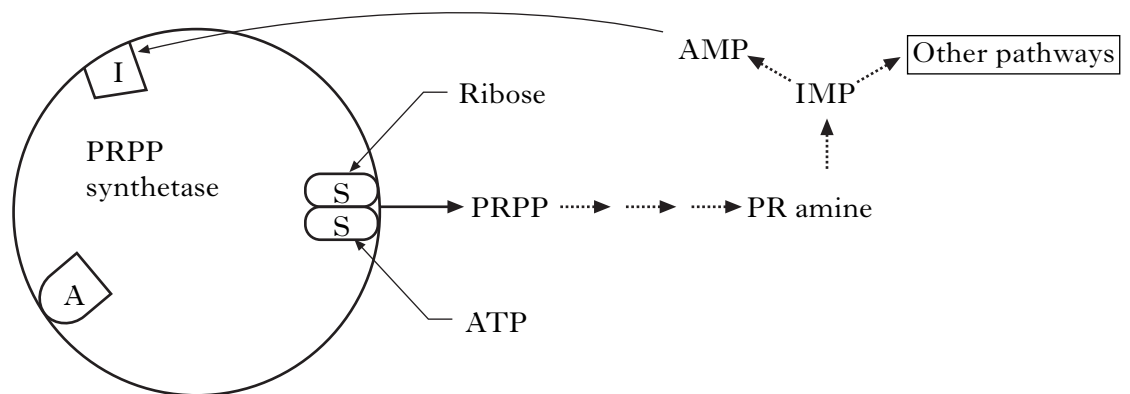 I
AMP
Other pathways
Ribose
IMP
PRPP
synthetase
S
S
PRPP
PR amine
A
ATP